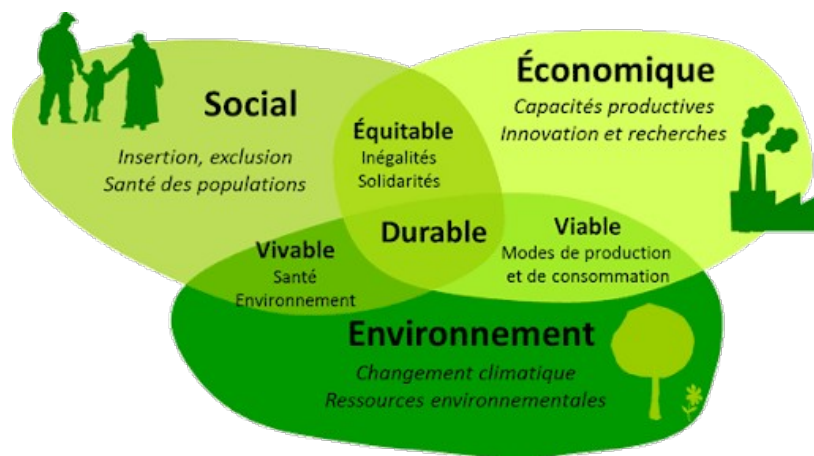 Social
Insertion, exclusion
Santé des populations
Équitable
Inégalités
Solidarités
Économique
Capacités productives
Innovation et recherches
Vivable
Santé
Environnement
Durable
Viable
Modes de production
et de consommation
Environnement
Changement climatique
Ressources environnementales